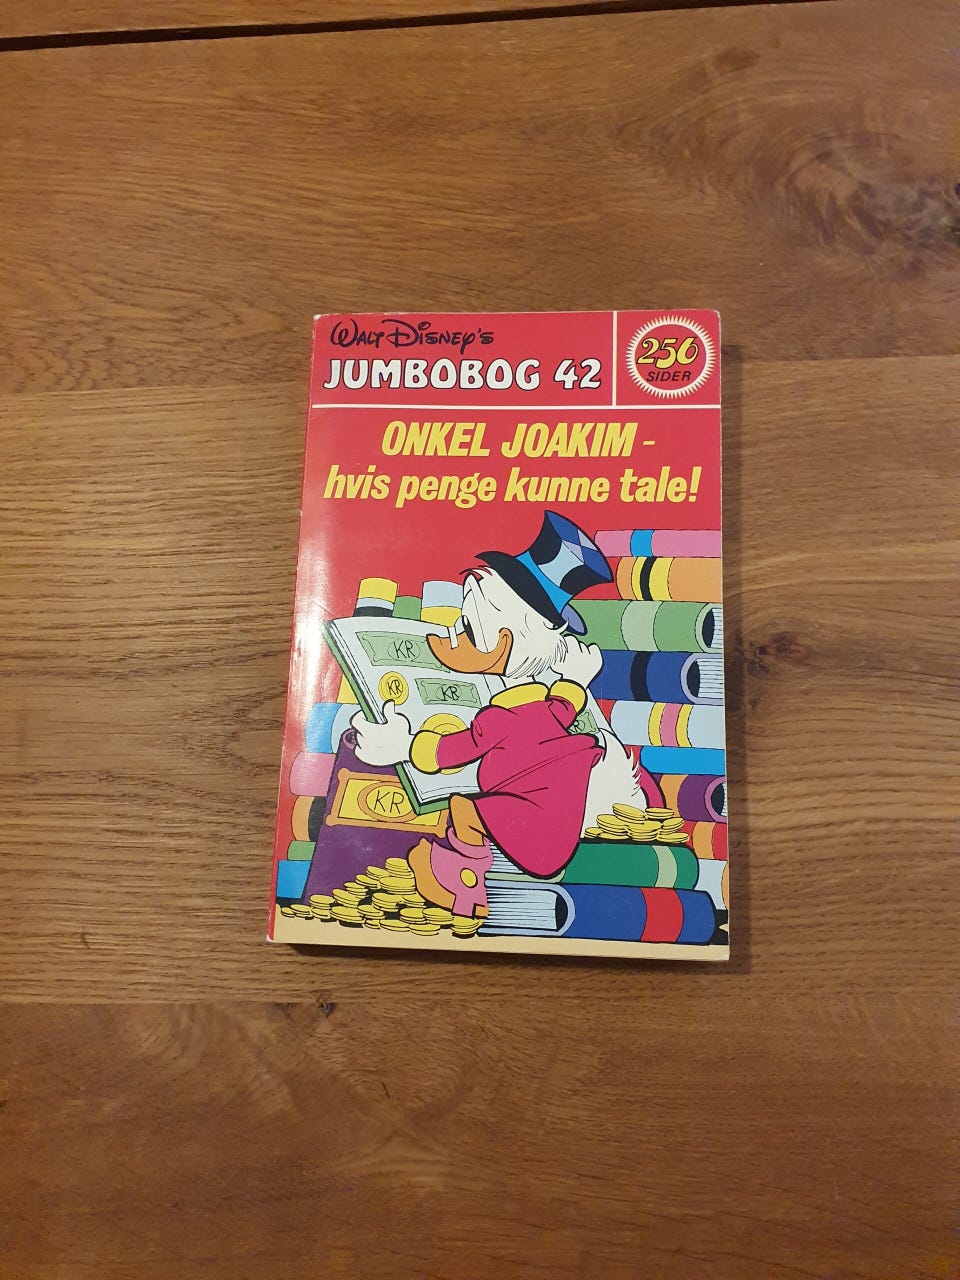 WALT DISNEY'S
JUMBOBOG 42
256
SIDER
ONKEL JOAKIM -
hvis penge kunne tale!
KR
KR
KR
KR